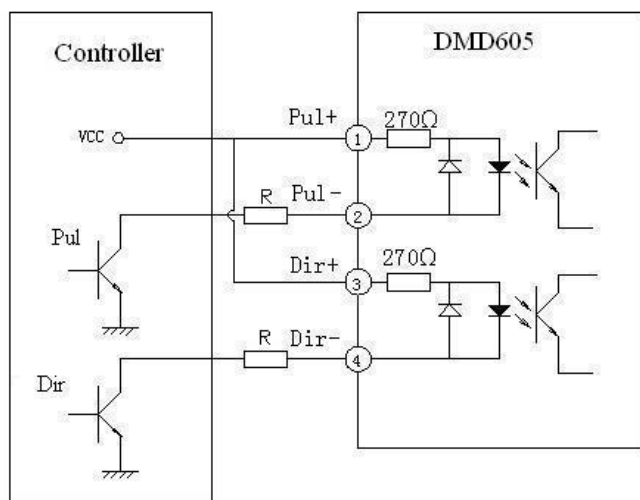 Controller
DMD605
VCC
Pul+
270Ω
①
R
Pul-
②
Pul
Dir+
270Ω
③
R
Dir-
④
Dir